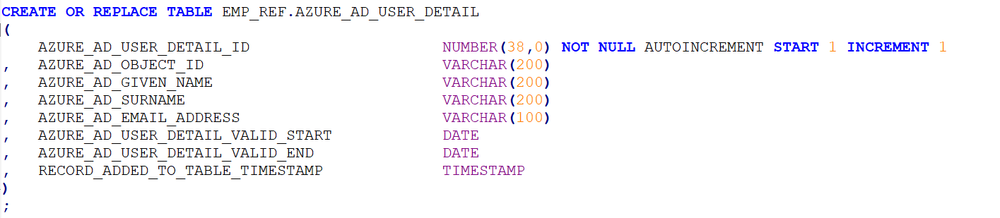 CREATE OR REPLACE TABLE EMP_REF.AZURE_AD_USER_DETAIL
(
    AZURE_AD_USER_DETAIL_ID                     NUMBER(38,0) NOT NULL AUTOINCREMENT START 1 INCREMENT 1
,   AZURE_AD_OBJECT_ID                          VARCHAR(200)
,   AZURE_AD_GIVEN_NAME                         VARCHAR(200)
,   AZURE_AD_SURNAME                            VARCHAR(200)
,   AZURE_AD_EMAIL_ADDRESS                      VARCHAR(100)
,   AZURE_AD_USER_DETAIL_VALID_START            DATE
,   AZURE_AD_USER_DETAIL_VALID_END              DATE
,   RECORD_ADDED_TO_TABLE_TIMESTAMP             TIMESTAMP
)
;